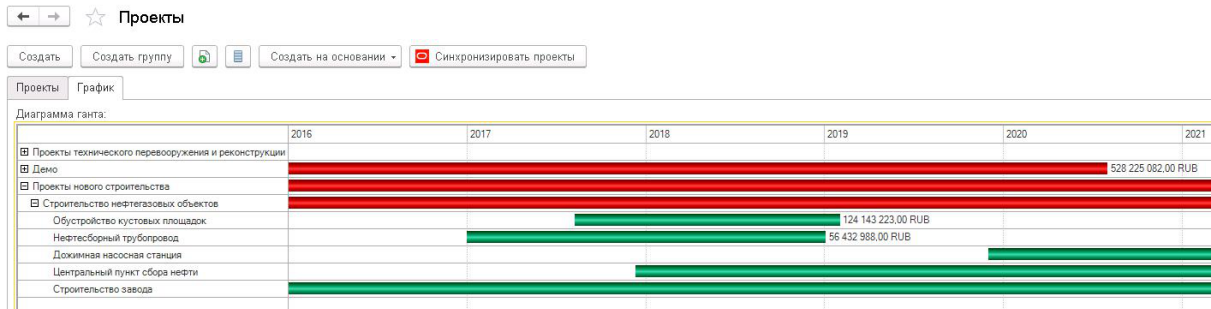 Проекты
Создать Создать группу Создать на основании Синхронизировать проекты
Проекты График
Диаграмма ганта:
2016 2017 2018 2019 2020 2021
Проекты технического перевооружения и реконструкции
Демо 528 225 082,00 RUB
Проекты нового строительства
Строительство нефтегазовых объектов
Обустройство кустовых площадок 124 143 223,00 RUB
Нефтесборный трубопровод 56 432 988,00 RUB
Дожимная насосная станция
Центральный пункт сбора нефти
Строительство завода